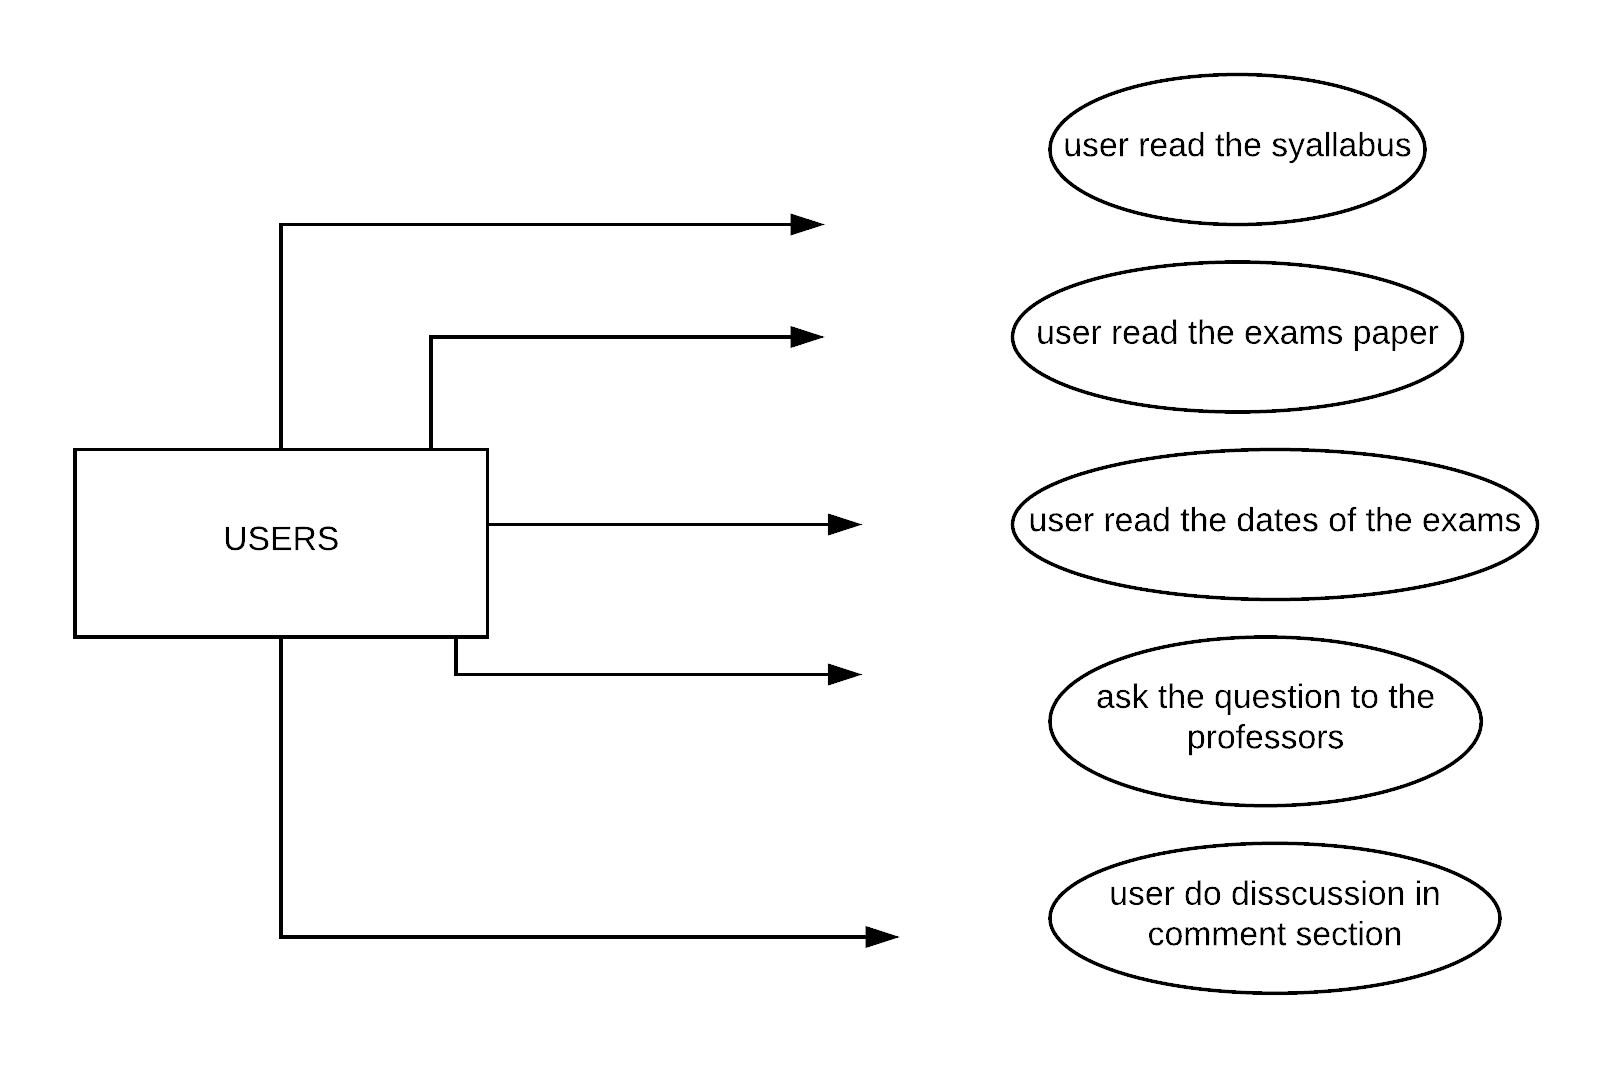 user read the syallabus
user read the exams paper
USERS
user read the dates of the exams
ask the question to the
professors
user do disscussion in
comment section